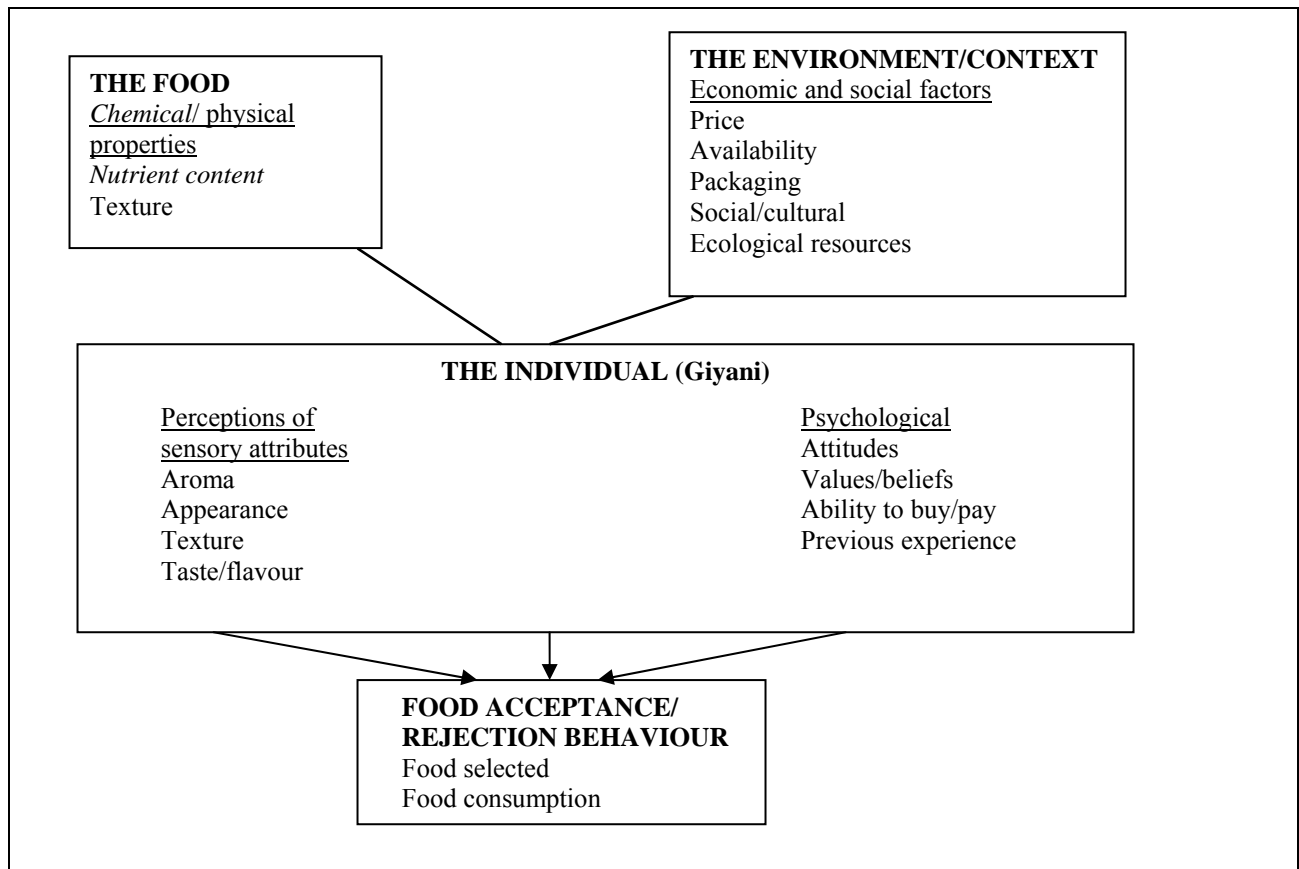 THE FOOD
Chemical/ physical
properties
Nutrient content
Texture
THE ENVIRONMENT/CONTEXT
Economic and social factors
Price
Availability
Packaging
Social/cultural
Ecological resources
THE INDIVIDUAL (Giyani)
Perceptions of
sensory attributes
Aroma
Appearance
Texture
Taste/flavour
Psychological
Attitudes
Values/beliefs
Ability to buy/pay
Previous experience
FOOD ACCEPTANCE/
REJECTION BEHAVIOUR
Food selected
Food consumption